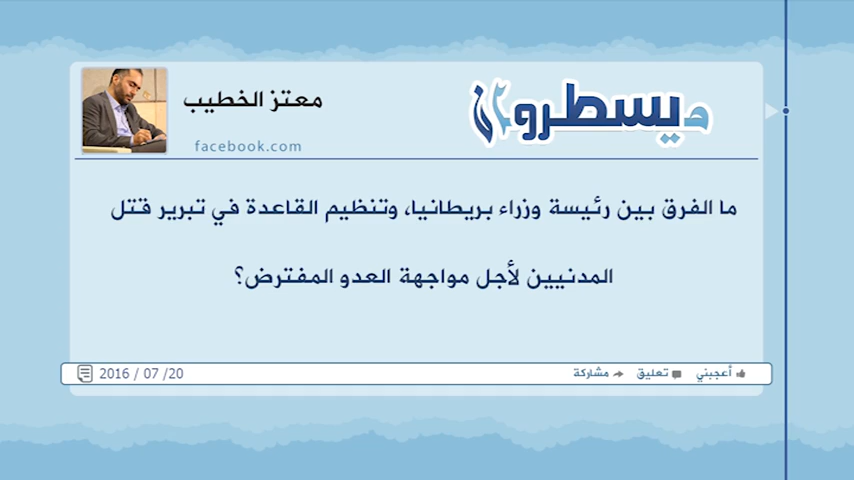 يسطرون
معتز الخطيب
facebook.com
ما الفرق بين رئيسة وزراء بريطانيا، وتنظيم القاعدة في تبرير قتل
المدنيين لأجل مواجهة العدو المفترض؟
أعجبني تعليق مشاركة
2016 / 07 /20